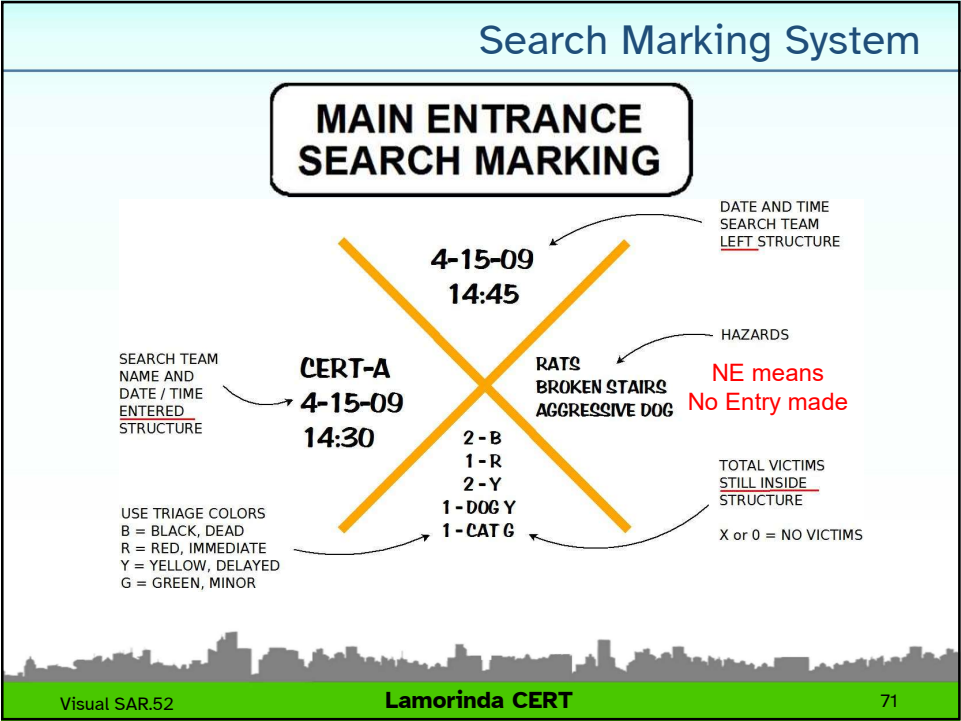 Search Marking System
MAIN ENTRANCE
SEARCH MARKING
DATE AND TIME
SEARCH TEAM
LEFT STRUCTURE
4-15-09
14:45
HAZARDS
SEARCH TEAM
NAME AND
DATE / TIME
ENTERED
STRUCTURE
CERT-A
4-15-09
14:30
RATS
BROKEN STAIRS
AGGRESSIVE DOG
NE means
No Entry made
2 - B
1 - R
2 - Y
1 - DOG Y
1 - CAT G
TOTAL VICTIMS
STILL INSIDE
STRUCTURE
X or 0 = NO VICTIMS
USE TRIAGE COLORS
B = BLACK, DEAD
R = RED, IMMEDIATE
Y = YELLOW, DELAYED
G = GREEN, MINOR
Visual SAR.52
Lamorinda CERT
71